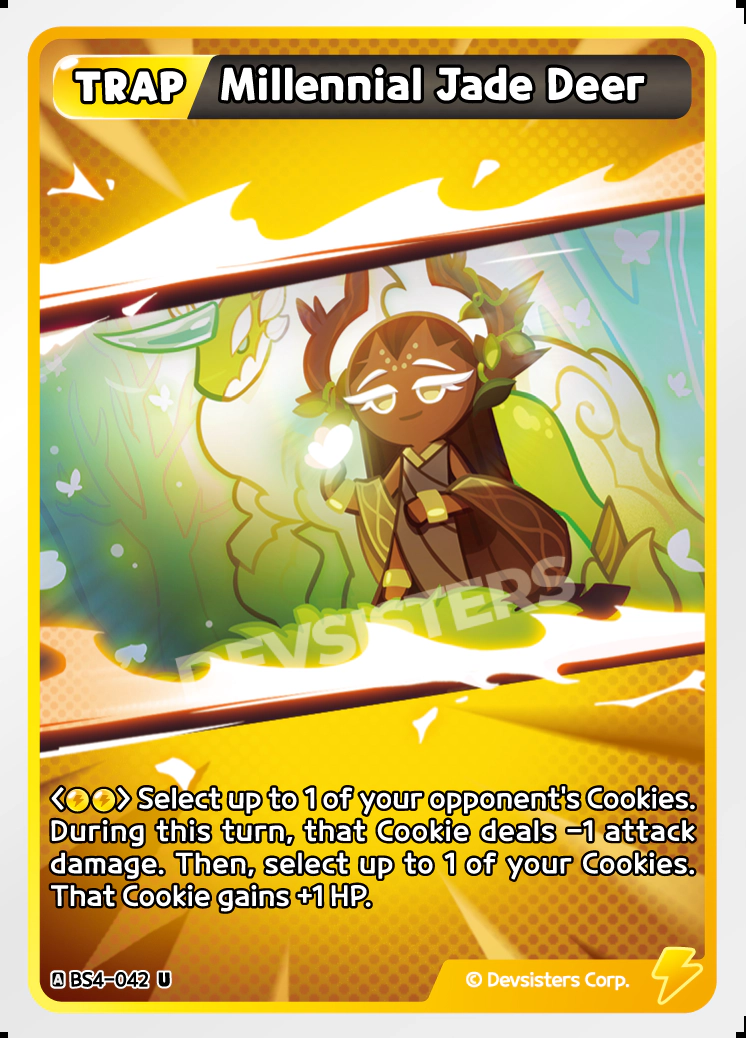 TRAP Millennial Jade Deer
DEVSISTERS
<> Select up to 1 of your opponent's Cookies.
During this turn, that Cookie deals -1 attack
damage. Then, select up to 1 of your Cookies.
That Cookie gains +1 HP.
A BS4-042 U
© Devsisters Corp.